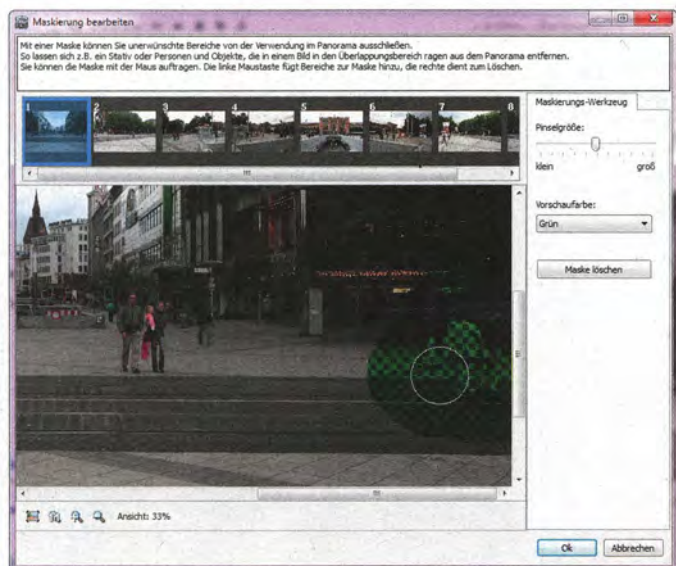 Maskierung bearbeiten
Mit einer Maske können Sie unerwünschte Bereiche von der Verwendung im Panorama ausschließen.
So lassen sich z.B. ein Stativ oder Personen und Objekte, die in einem Bild in den Überlappungsbereich ragen aus dem Panorama entfernen.
Sie können die Maske mit der Maus auftragen. Die linke Maustaste fügt Bereiche zur Maske hinzu, die rechte dient zum Löschen.
1 2 3 4 5 6 7 8
Maskierungs-Werkzeug
Pinselgröße:
klein groß
Vorschaufarbe:
Grün
Maske löschen
Ansicht: 33%
Ok Abbrechen